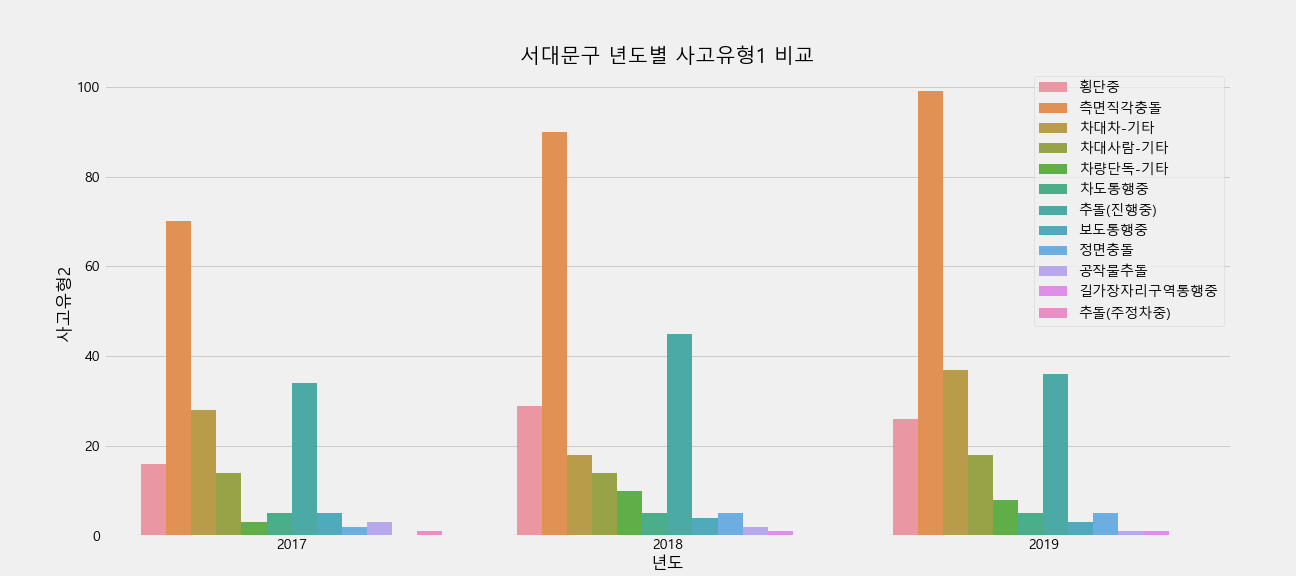 서대문구 년도별 사고유형1 비교
사고유형2
100
80
60
40
20
0
2017
2018
2019
년도
횡단중
측면직각충돌
차대차-기타
차대사람-기타
차량단독-기타
차도통행중
추돌(진행중)
보도통행중
정면충돌
공작물추돌
길가장자리구역통행중
추돌(주정차중)